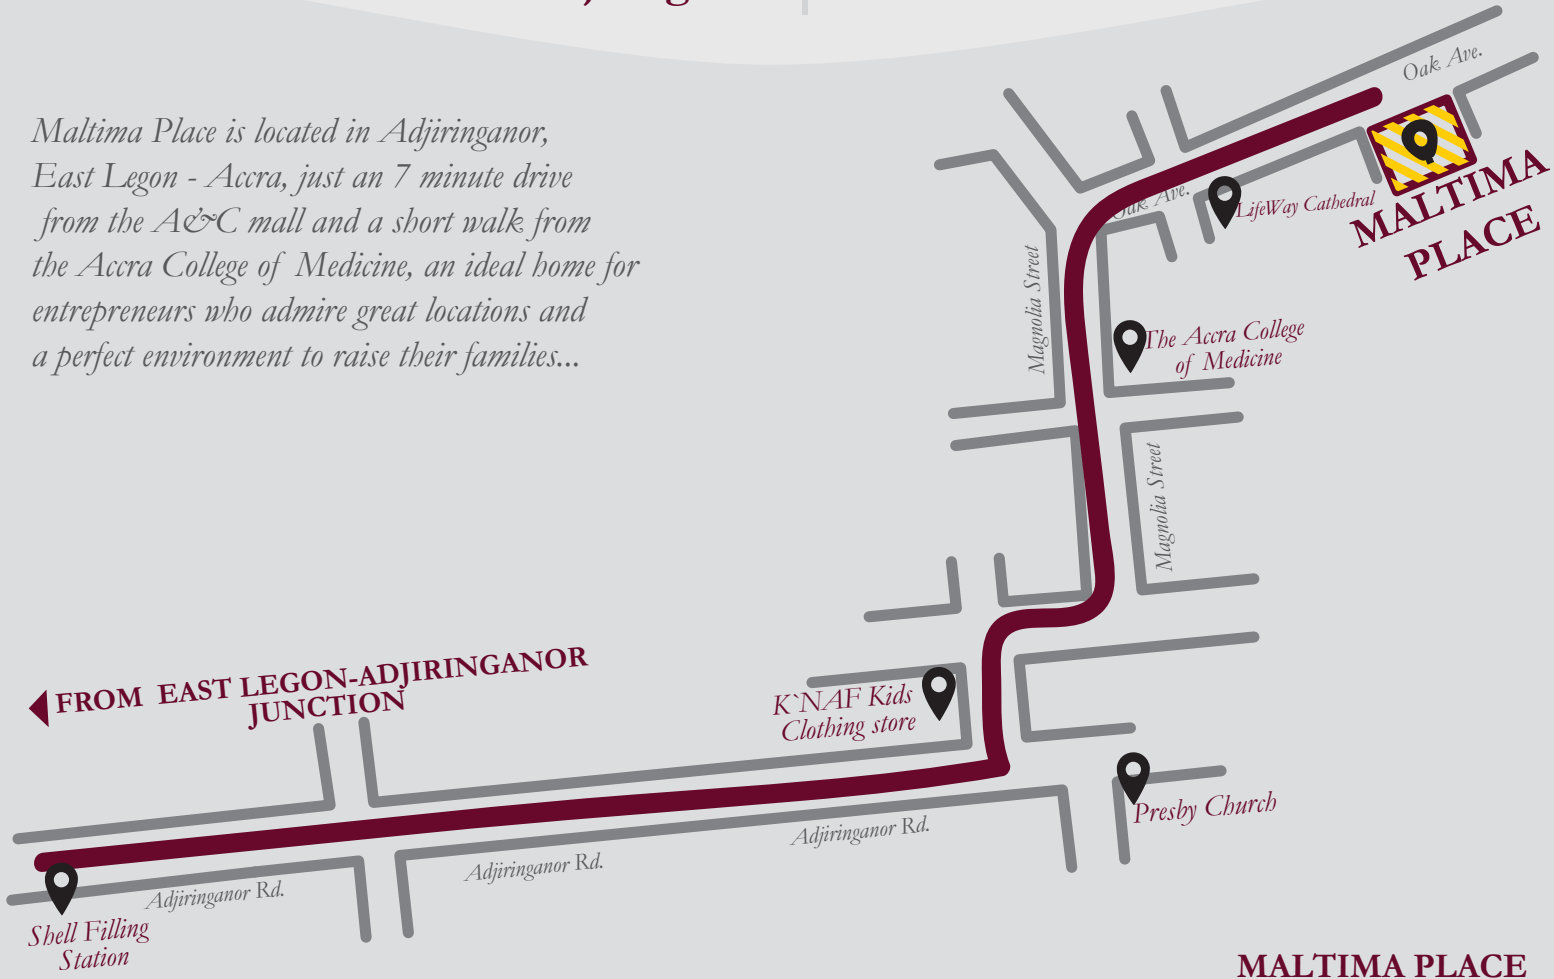 Maltima Place is located in Adjiringanor,
East Legon - Accra, just an 7 minute drive
from the A&C mall and a short walk from
the Accra College of Medicine, an ideal home for
entrepreneurs who admire great locations and
a perfect environment to raise their families...
Oak Ave.
MALTIMA
PLACE
Oak Ave.
LifeWay Cathedral
Magnolia Street
The Accra College
of Medicine
Magnolia Street
FROM EAST LEGON-ADJIRINGANOR
JUNCTION
K`NAF Kids
Clothing store
Presby Church
Adjiringanor Rd.
Adjiringanor Rd.
Adjiringanor Rd.
Shell Filling
Station
MALTIMA PLACE